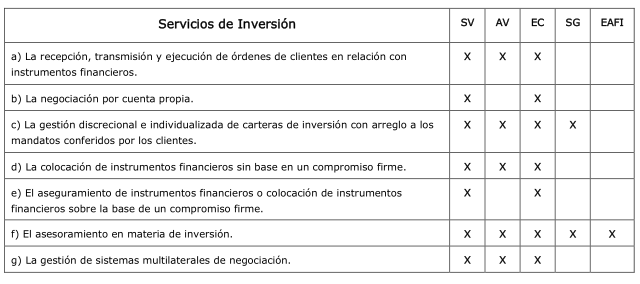 Servicios de Inversión SV AV EC SG EAFI
a) La recepción, transmisión y ejecución de órdenes de clientes en relación con X X X
instrumentos financieros.
b) La negociación por cuenta propia. X X
c) La gestión discrecional e individualizada de carteras de inversión con arreglo a los X X X X
mandatos conferidos por los clientes.
d) La colocación de instrumentos financieros sin base en un compromiso firme. X X X
e) El aseguramiento de instrumentos financieros o colocación de instrumentos X X
financieros sobre la base de un compromiso firme.
f) El asesoramiento en materia de inversión. X X X X X
g) La gestión de sistemas multilaterales de negociación. X X X